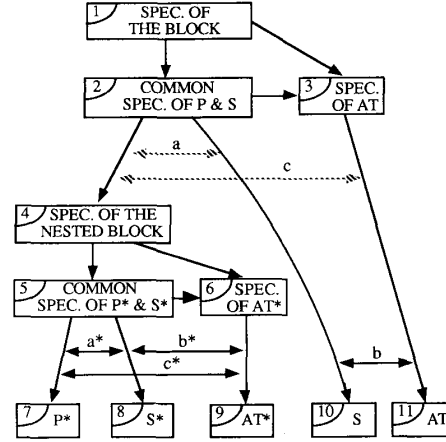 1 SPEC. OF
THE BLOCK
2 COMMON
SPEC. OF P & S
3 SPEC.
OF AT
a
c
4 SPEC. OF THE
NESTED BLOCK
5 COMMON
SPEC. OF P* & S*
6 SPEC.
OF AT*
a*
b*
c*
b
7 P*
8 S*
9 AT*
10 S
11 AT